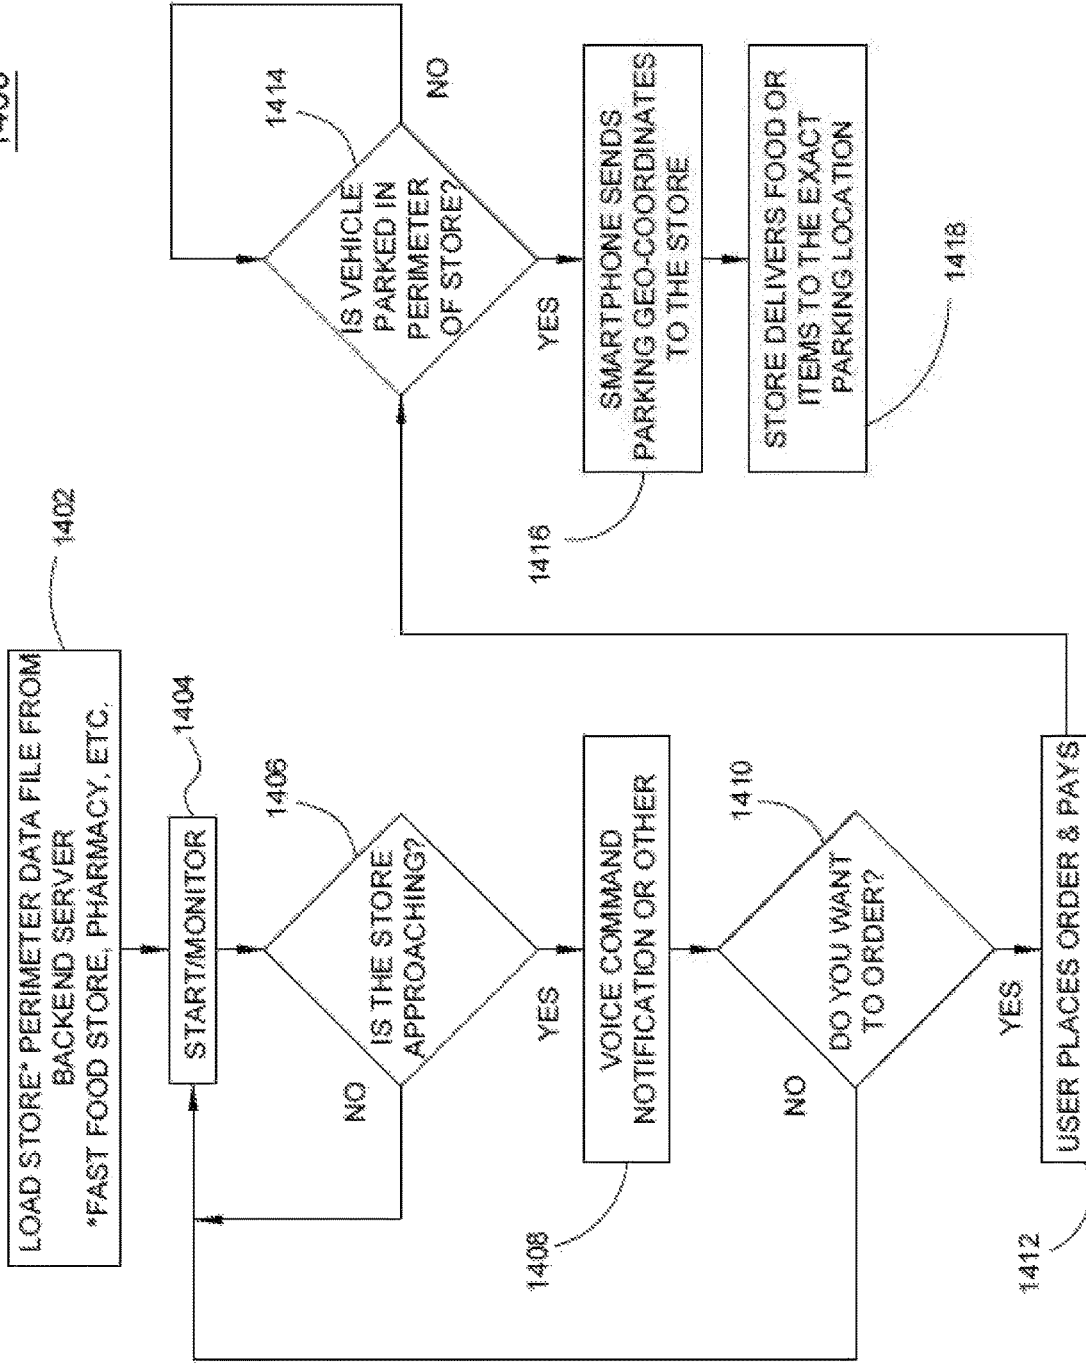 LOAD STORE* PERIMETER DATA FILE FROM
BACKEND SERVER
*FAST FOOD STORE, PHARMACY, ETC.
1402
START/MONITOR
1404
IS THE STORE
APPROACHING?
1406
NO
YES
VOICE COMMAND
NOTIFICATION OR OTHER
1408
DO YOU WANT
TO ORDER?
1410
NO
YES
USER PLACES ORDER & PAYS
1412
IS VEHICLE
PARKED IN
PERIMETER
OF STORE?
1414
NO
YES
SMARTPHONE SENDS
PARKING GEO-COORDINATES
TO THE STORE
1416
STORE DELIVERS FOOD OR
ITEMS TO THE EXACT
PARKING LOCATION
1418